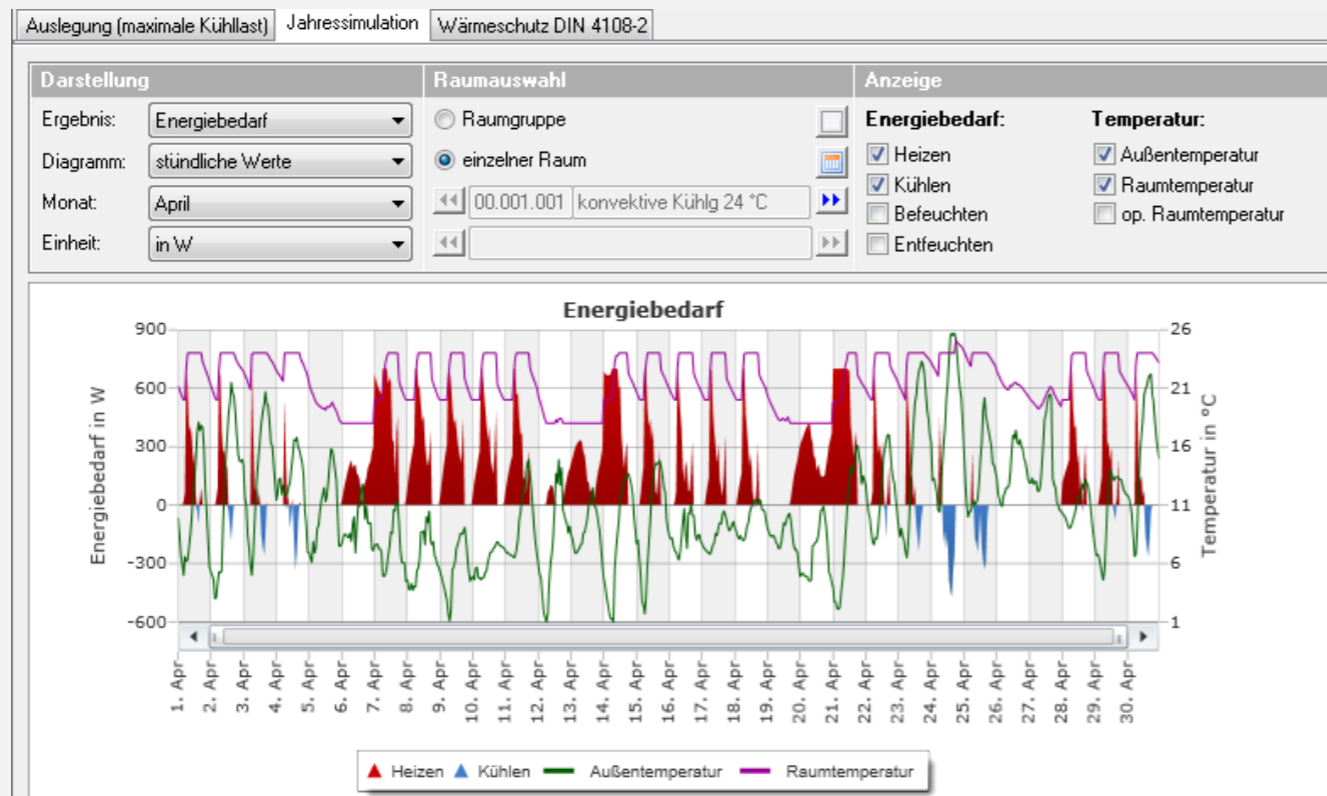 Auslegung (maximale Kühllast) Jahressimulation Wärmeschutz DIN 4108-2
Darstellung Raumauswahl Anzeige
Ergebnis: Energiebedarf Raumgruppe Energiebedarf: Temperatur:
Diagramm: stündliche Werte einzelner Raum Heizen Außentemperatur
Monat: April 00.001.001 konvektive Kühlg 24 °C Kühlen Raumtemperatur
Befeuchten op. Raumtemperatur
Einheit: in W Entfeuchten
Energiebedarf
900 26
600 21
300 16
0 11
-300 6
-600 1
Energiebedarf in W
Temperatur in °C
1. Apr 2. Apr 3. Apr 4. Apr 5. Apr 6. Apr 7. Apr 8. Apr 9. Apr 10. Apr 11. Apr 12. Apr 13. Apr 14. Apr 15. Apr 16. Apr 17. Apr 18. Apr 19. Apr 20. Apr 21. Apr 22. Apr 23. Apr 24. Apr 25. Apr 26. Apr 27. Apr 28. Apr 29. Apr 30. Apr
Heizen Kühlen Außentemperatur Raumtemperatur